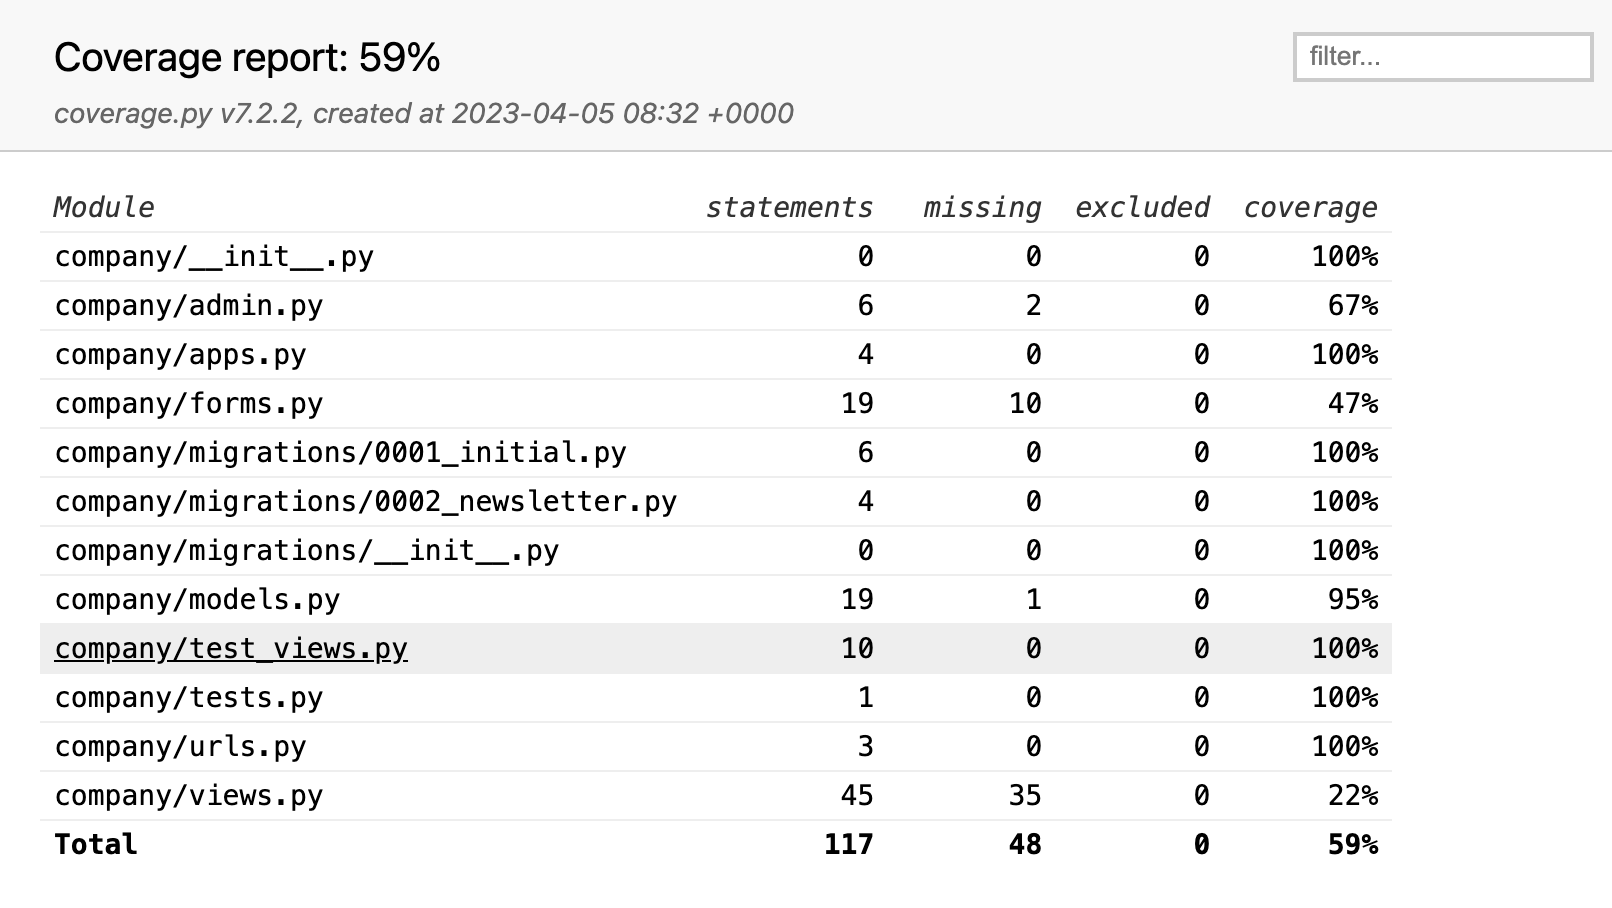 Coverage report: 59%
filter...
coverage.py v7.2.2, created at 2023-04-05 08:32 +0000
Module statements missing excluded coverage
company/__init__.py 0 0 0 100%
company/admin.py 6 2 0 67%
company/apps.py 4 0 0 100%
company/forms.py 19 10 0 47%
company/migrations/0001_initial.py 6 0 0 100%
company/migrations/0002_newsletter.py 4 0 0 100%
company/migrations/__init__.py 0 0 0 100%
company/models.py 19 1 0 95%
company/test_views.py 10 0 0 100%
company/tests.py 1 0 0 100%
company/urls.py 3 0 0 100%
company/views.py 45 35 0 22%
Total 117 48 0 59%